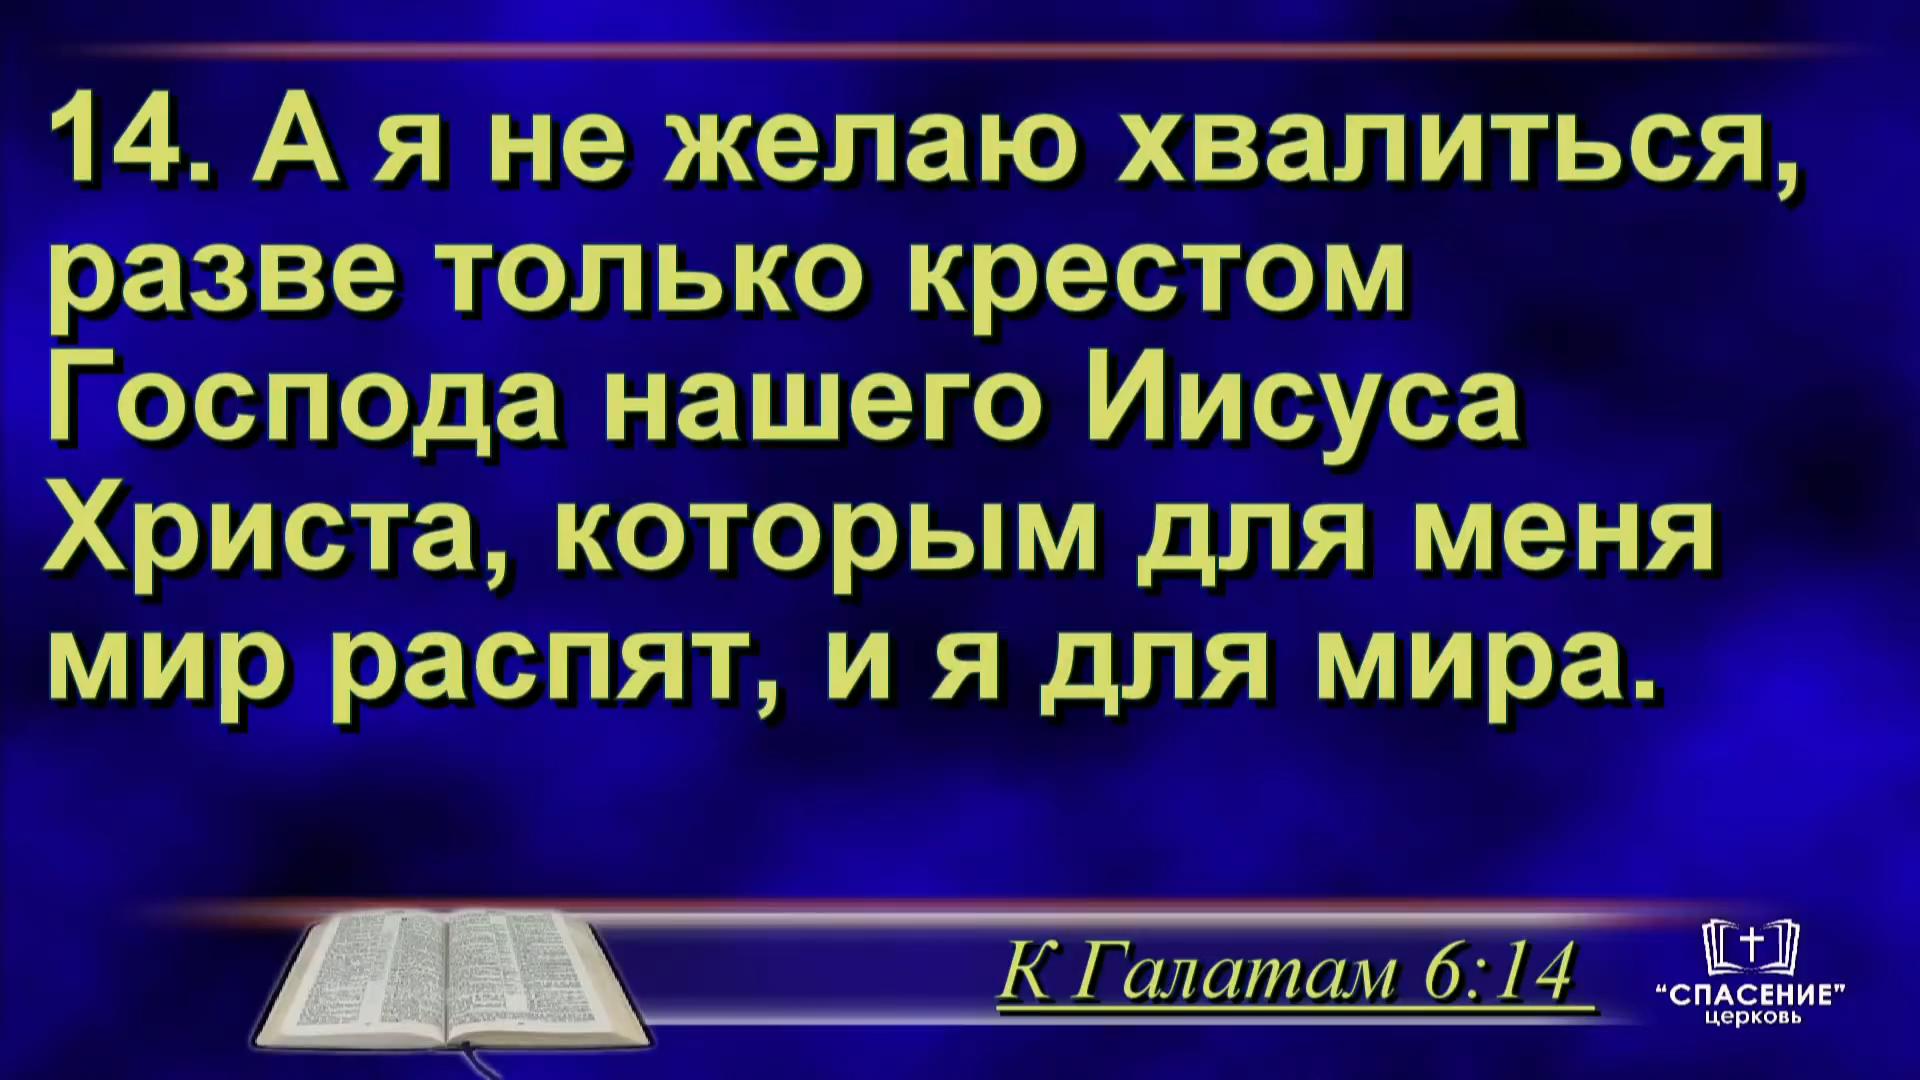 14. А я не желаю хвалиться,
разве только крестом
Господа нашего Иисуса
Христа, которым для меня
мир распят, и я для мира.
К Галатам 6:14
“СПАСЕНИЕ”
церковь